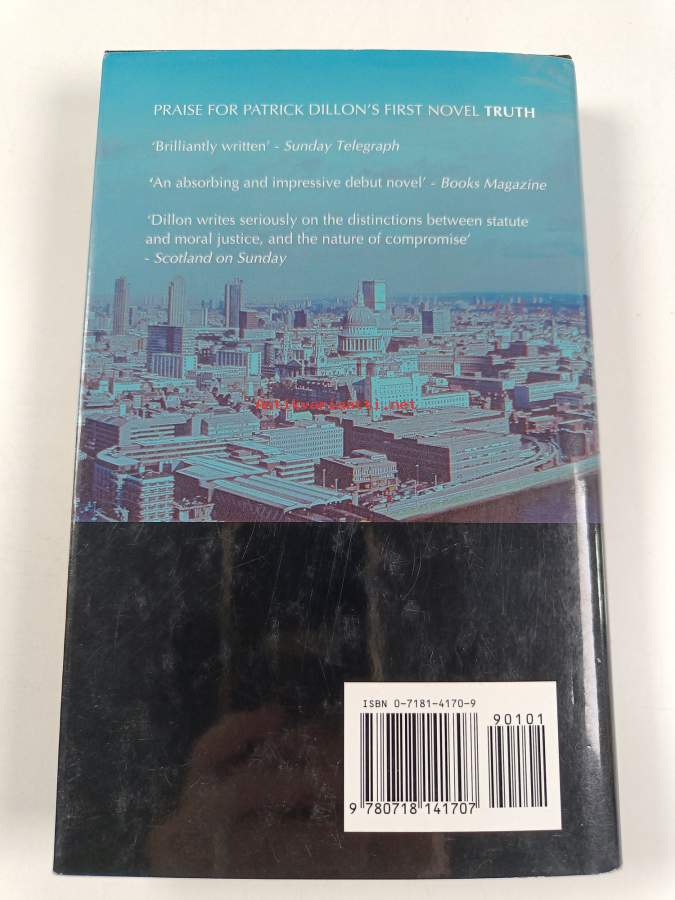 PRAISE FOR PATRICK DILLON'S FIRST NOVEL TRUTH
'Brilliantly written' - Sunday Telegraph
'An absorbing and impressive debut novel' - Books Magazine
'Dillon writes seriously on the distinctions between statute
and moral justice, and the nature of compromise'
- Scotland on Sunday
antikvariaatti.net
ISBN 0-7181-4170-9
90101
9 780718 141707